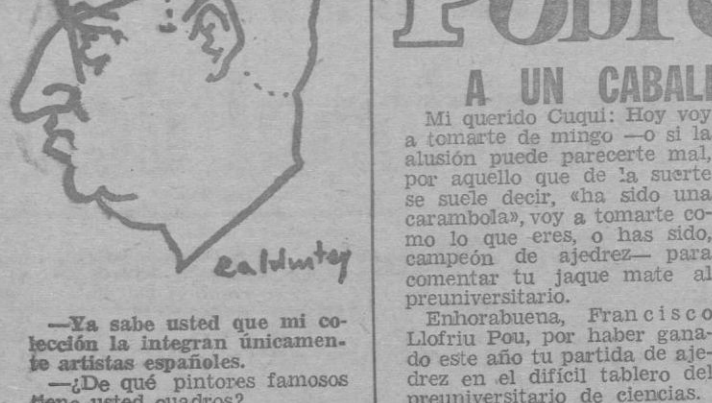 —Ya sabe usted que mi co-
lección la integran únicamen-
te artistas españoles.
—¿De qué pintores famosos
tiene usted cuadros?
Pobre
A UN CABALL
Mi querido Cuqui: Hoy voy
a tomarte de mingo —o si la
alusión puede parecerte mal,
por aquello que de la suerte
se suele decir, «ha sido una
carambola», voy a tomarte co-
mo lo que eres, o has sido,
campeón de ajedrez— para
comentar tu jaque mate al
preuniversitario.
Enhorabuena, Francisco
Llofriu Pou, por haber gana-
do este año tu partida de aje-
drez en el difícil tablero del
preuniversitario de ciencias.